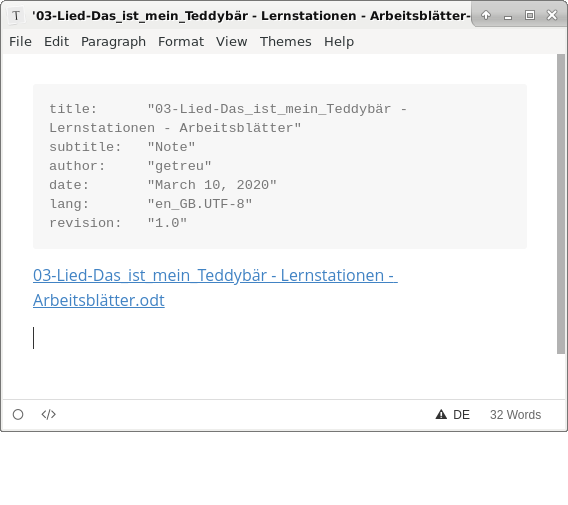 '03-Lied-Das_ist_mein_Teddybär - Lernstationen - Arbeitsblätter-
File Edit Paragraph Format View Themes Help
title: "03-Lied-Das_ist_mein_Teddybär -
Lernstationen - Arbeitsblätter"
subtitle: "Note"
author: "getreu"
date: "March 10, 2020"
lang: "en_GB.UTF-8"
revision: "1.0"
03-Lied-Das_ist_mein_Teddybär - Lernstationen -
Arbeitsblätter.odt
</> DE 32 Words